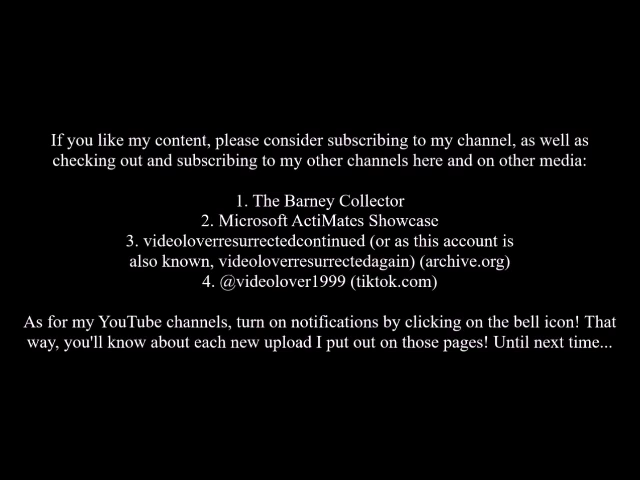 If you like my content, please consider subscribing to my channel, as well as
checking out and subscribing to my other channels here and on other media:
1. The Barney Collector
2. Microsoft ActiMates Showcase
3. videoloverresurrectedcontinued (or as this account is
also known, videoloverresurrectedagain) (archive.org)
4. @videolover1999 (tiktok.com)
As for my YouTube channels, turn on notifications by clicking on the bell icon! That
way, you'll know about each new upload I put out on those pages! Until next time...